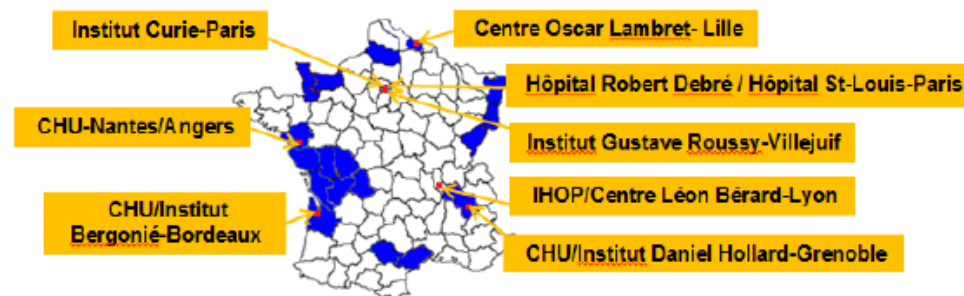 Institut Curie-Paris
Centre Oscar Lambret- Lille
Hôpital Robert Debré / Hôpital St-Louis-Paris
CHU-Nantes/Angers
Institut Gustave Roussy-Villejuif
IHOP/Centre Léon Bérard-Lyon
CHU/Institut
Bergonié-Bordeaux
CHU/Institut Daniel Hollard-Grenoble